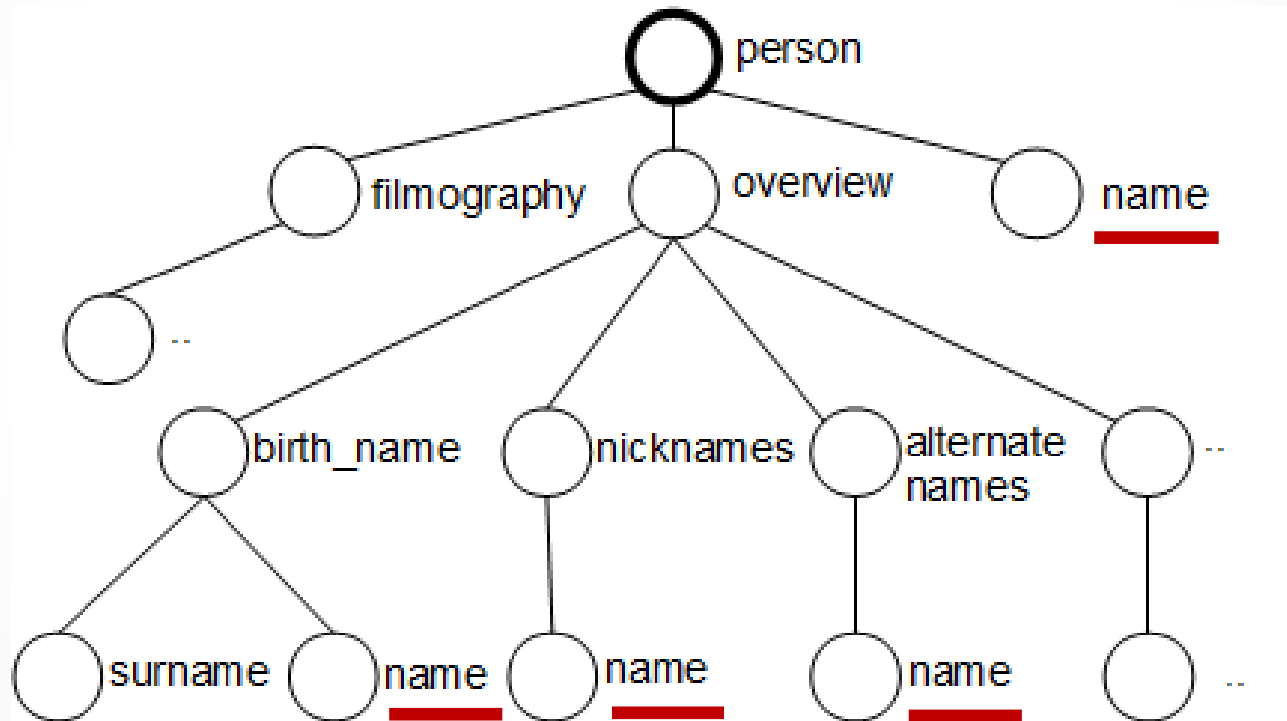 person
filmography
overview
name
..
birth_name
nicknames
alternate
names
..
surname
name
name
name
..